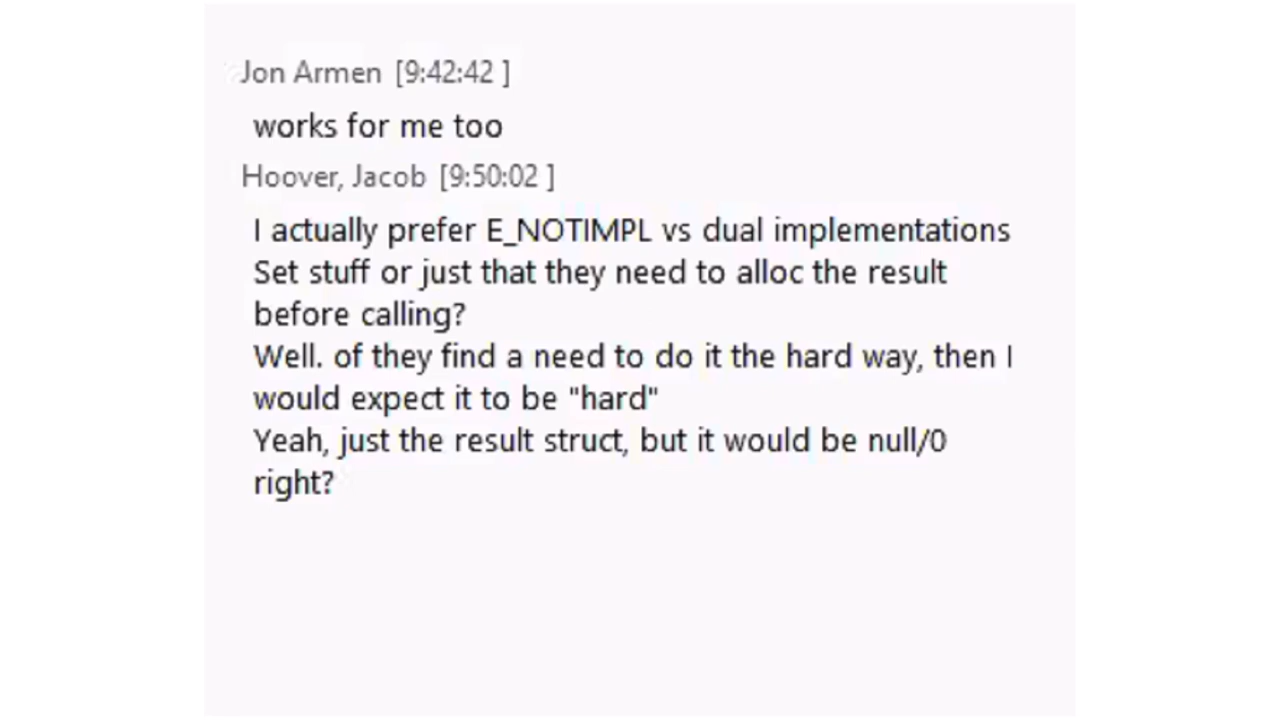 Jon Armen [9:42:42 ]
works for me too
Hoover, Jacob [9:50:02 ]
I actually prefer E_NOTIMPL vs dual implementations
Set stuff or just that they need to alloc the result
before calling?
Well. of they find a need to do it the hard way, then I
would expect it to be "hard"
Yeah, just the result struct, but it would be null/0
right?